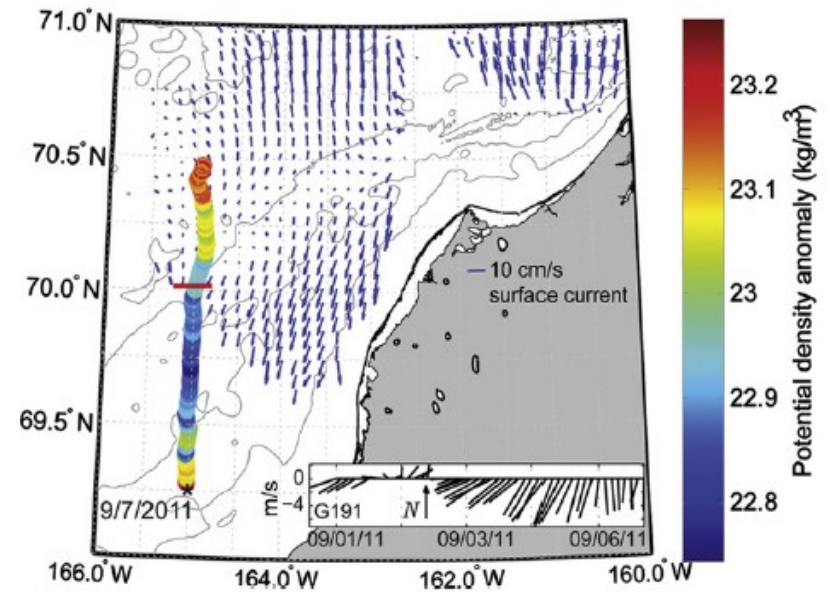 71.0°N
70.5°N
70.0°N
69.5°N
10 cm/s
surface current
9/7/2011
m/s
0
−4
G191
N
09/01/11
09/03/11
09/06/11
166.0°W
164.0°W
162.0°W
160.0°W
23.2
23.1
23
22.9
22.8
Potential density anomaly (kg/m³)